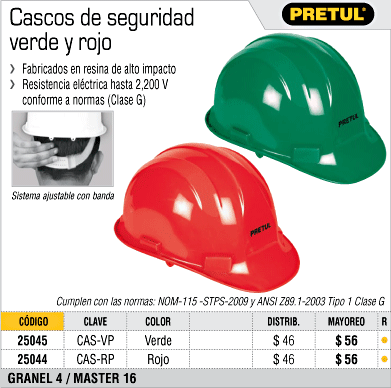 Cascos de seguridad
verde y rojo
PRETUL®
❯ Fabricados en resina de alto impacto
❯ Resistencia eléctrica hasta 2,200 V
conforme a normas (Clase G)
PRETUL
PRETUL
Sistema ajustable con banda
Cumplen con las normas: NOM-115 -STPS-2009 y ANSI Z89.1-2003 Tipo 1 Clase G
CÓDIGO CLAVE COLOR DISTRIB. MAYOREO R
25045 CAS-VP Verde $ 46 $ 56
25044 CAS-RP Rojo $ 46 $ 56
GRANEL 4 / MASTER 16